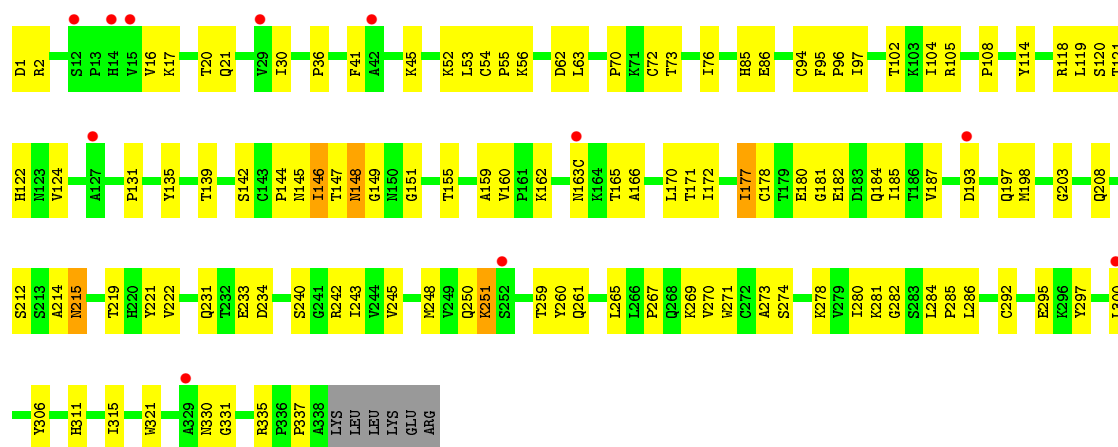 D1 R2 S12 P13 H14 V15 V16 K17 T20 Q21 V29 I30 P36 F41 A42 K45 K52 L53 C54 P55 K56 D62 L63 P70 K71 C72 T73 I76 H85 E86 C94 F95 P96 I97 T102 K103 I104 R105 P108 Y114 R118 L119 S120 T121
H122 N123 V124 A127 P131 Y135 T139 S142 C143 P144 N145 I146 T147 N148 G149 N150 G151 T155 A159 V160 P161 K162 N163C K164 T165 A166 L170 T171 I172 I177 C178 T179 E180 G181 E182 D183 Q184 I185 T186 V187 D193 Q197 M198 G203 Q208
S212 S213 A214 N215 T219 H220 Y221 V222 Q231 T232 E233 D234 S240 G241 R242 I243 V244 V245 M248 V249 Q250 K251 S252 T259 Y260 Q261 L265 L266 P267 Q268 K269 V270 W271 C272 A273 S274 K278 V279 I280 K281 G282 S283 L284 P285 L286 C292 E295 K296 Y297 L300
Y306 H311 I315 W321 A329 N330 G331 R335 P336 P337 A338 LYS LEU LEU LYS GLU ARG